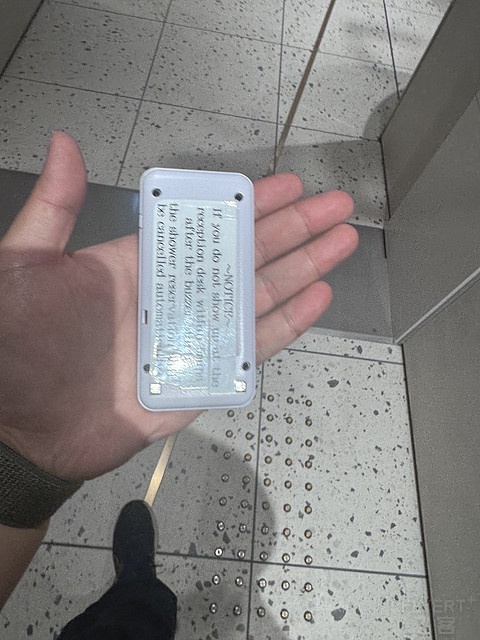 ~NOTICE~
If you do not show up at the
reception desk within
after the buzzer
the shower reservation
be cancelled automatically